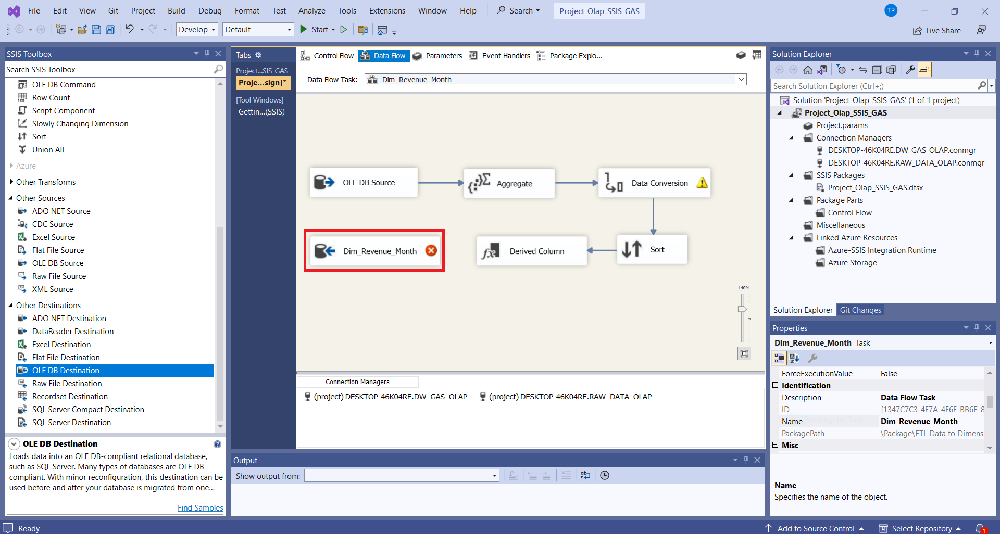 File Edit View Git Project Build Debug Format Test Analyze Tools Extensions Window Help Search Project_Olap_SSIS_GAS TP
Develop Default Start Live Share
SSIS Toolbox
Search SSIS Toolbox
OLE DB Command
Row Count
Script Component
Slowly Changing Dimension
Sort
Union All
Azure
Other Transforms
Other Sources
ADO NET Source
CDC Source
Excel Source
Flat File Source
OLE DB Source
Raw File Source
XML Source
Other Destinations
ADO NET Destination
DataReader Destination
Excel Destination
Flat File Destination
OLE DB Destination
Raw File Destination
Recordset Destination
SQL Server Compact Destination
SQL Server Destination
OLE DB Destination
Loads data into an OLE DB-compliant relational database,
such as SQL Server. Many types of databases are OLE DB-
compliant. With minor reconfiguration, this destination can be
used before and after your database is migrated from one...
Find Samples
Tabs
Project...SIS_GAS
Proje...sign]*
[Tool Windows]
Gettin...(SSIS)
Control Flow Data Flow Parameters Event Handlers Package Explo...
Data Flow Task: Dim_Revenue_Month
OLE DB Source
Aggregate
Data Conversion
Dim_Revenue_Month
Derived Column
Sort
140%
Connection Managers
(project) DESKTOP-46K04RE.DW_GAS_OLAP (project) DESKTOP-46K04RE.RAW_DATA_OLAP
Output
Show output from:
Solution Explorer
Search Solution Explorer (Ctrl+;)
Solution 'Project_Olap_SSIS_GAS' (1 of 1 project)
Project_Olap_SSIS_GAS
Project.params
Connection Managers
DESKTOP-46K04RE.DW_GAS_OLAP.conmgr
DESKTOP-46K04RE.RAW_DATA_OLAP.conmgr
SSIS Packages
Project_Olap_SSIS_GAS.dtsx
Package Parts
Control Flow
Miscellaneous
Linked Azure Resources
Azure-SSIS Integration Runtime
Azure Storage
Solution Explorer Git Changes
Properties
Dim_Revenue_Month Task
ForceExecutionValue False
Identification
Description Data Flow Task
ID {1347C7C3-4F7A-4F6F-BB6E-8
Name Dim_Revenue_Month
PackagePath \Package\ETL Data to Dimensi
Misc
Name
Specifies the name of the object.
Ready Add to Source Control Select Repository 1